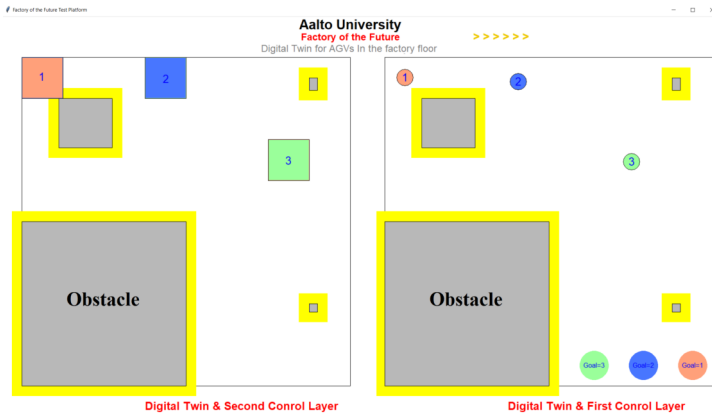 Factory of the Future Test Platform
Aalto University
Factory of the Future
> > > > > >
Digital Twin for AGVs In the factory floor
1
2
3
Obstacle
Digital Twin & Second Conrol Layer
1
2
3
Obstacle
Goal=3
Goal=2
Goal=1
Digital Twin & First Conrol Layer